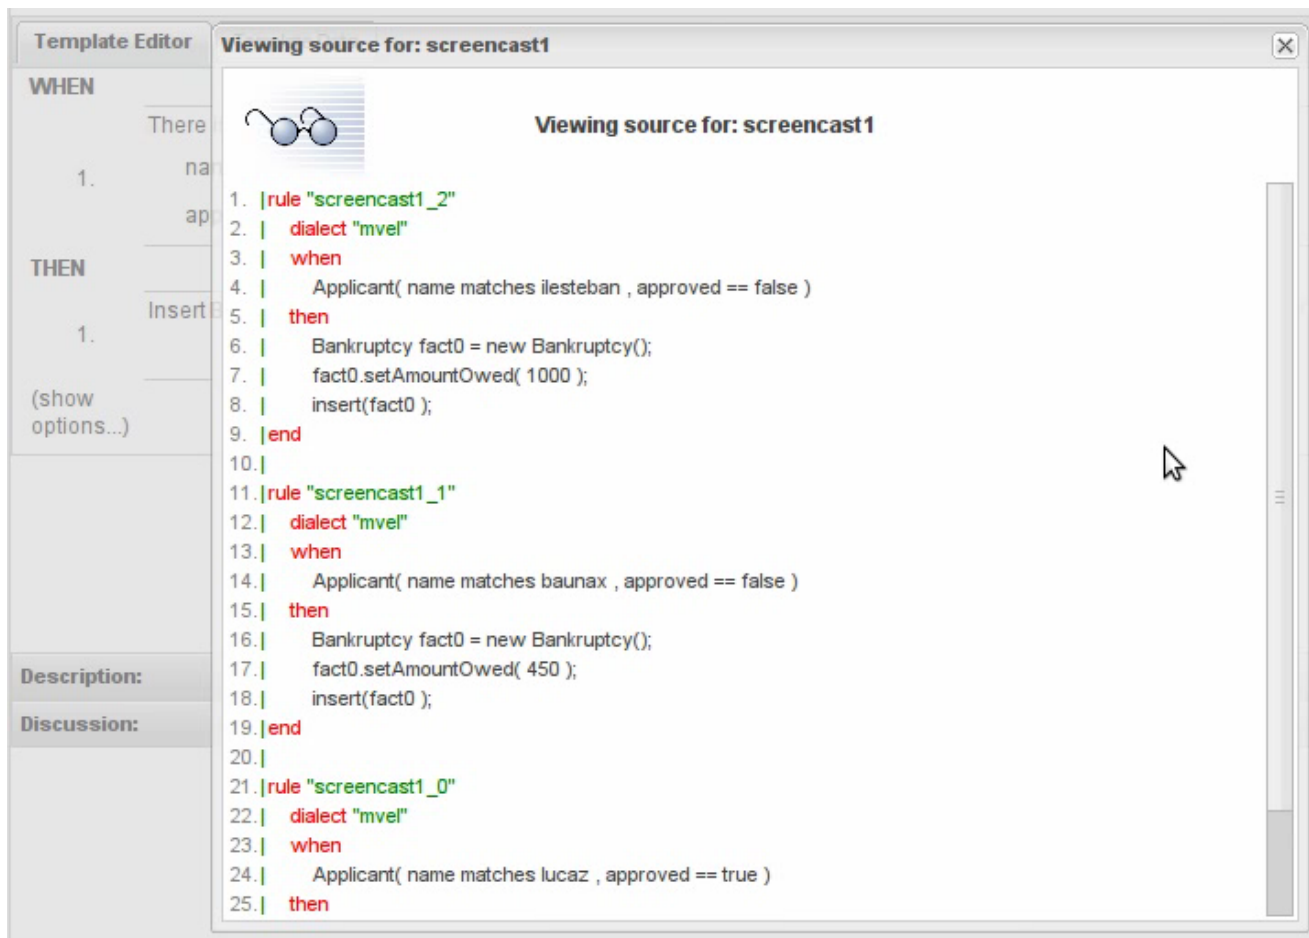 Template Editor
Viewing source for: screencast1
WHEN
There
1.
THEN
Insert
1.
(show
options...)
Description:
Discussion:
Viewing source for: screencast1
1. |rule "screencast1_2"
2. | dialect "mvel"
3. | when
4. | Applicant( name matches ilesteban , approved == false )
5. | then
6. | Bankruptcy fact0 = new Bankruptcy();
7. | fact0.setAmountOwed( 1000 );
8. | insert(fact0 );
9. |end
10.|
11.|rule "screencast1_1"
12.| dialect "mvel"
13.| when
14.| Applicant( name matches baunax , approved == false )
15.| then
16.| Bankruptcy fact0 = new Bankruptcy();
17.| fact0.setAmountOwed( 450 );
18.| insert(fact0 );
19.|end
20.|
21.|rule "screencast1_0"
22.| dialect "mvel"
23.| when
24.| Applicant( name matches lucaz , approved == true )
25.| then